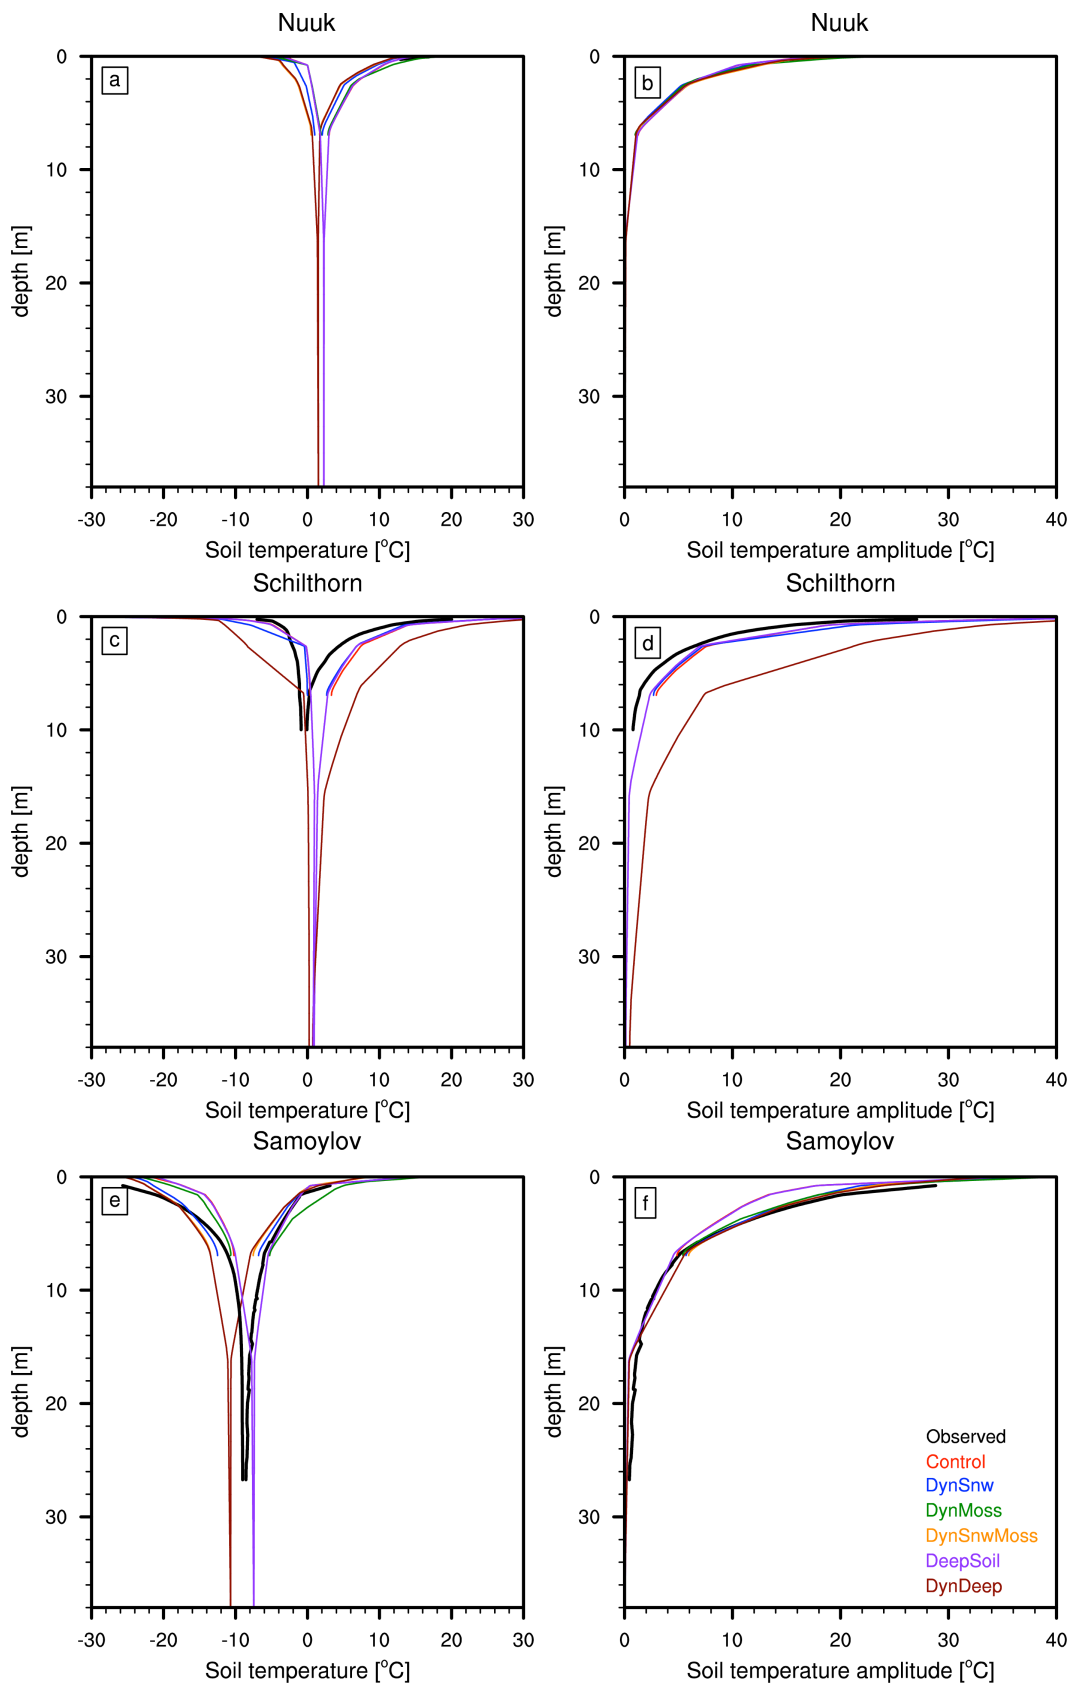 Nuuk
a
0
10
20
30
depth [m]
-30 -20 -10 0 10 20 30
Soil temperature [°C]
Nuuk
b
0
10
20
30
depth [m]
0 10 20 30 40
Soil temperature amplitude [°C]
Schilthorn
c
0
10
20
30
depth [m]
-30 -20 -10 0 10 20 30
Soil temperature [°C]
Schilthorn
d
0
10
20
30
depth [m]
0 10 20 30 40
Soil temperature amplitude [°C]
Samoylov
e
0
10
20
30
depth [m]
-30 -20 -10 0 10 20 30
Soil temperature [°C]
Samoylov
f
0
10
20
30
depth [m]
Observed
Control
DynSnw
DynMoss
DynSnwMoss
DeepSoil
DynDeep
0 10 20 30 40
Soil temperature amplitude [°C]